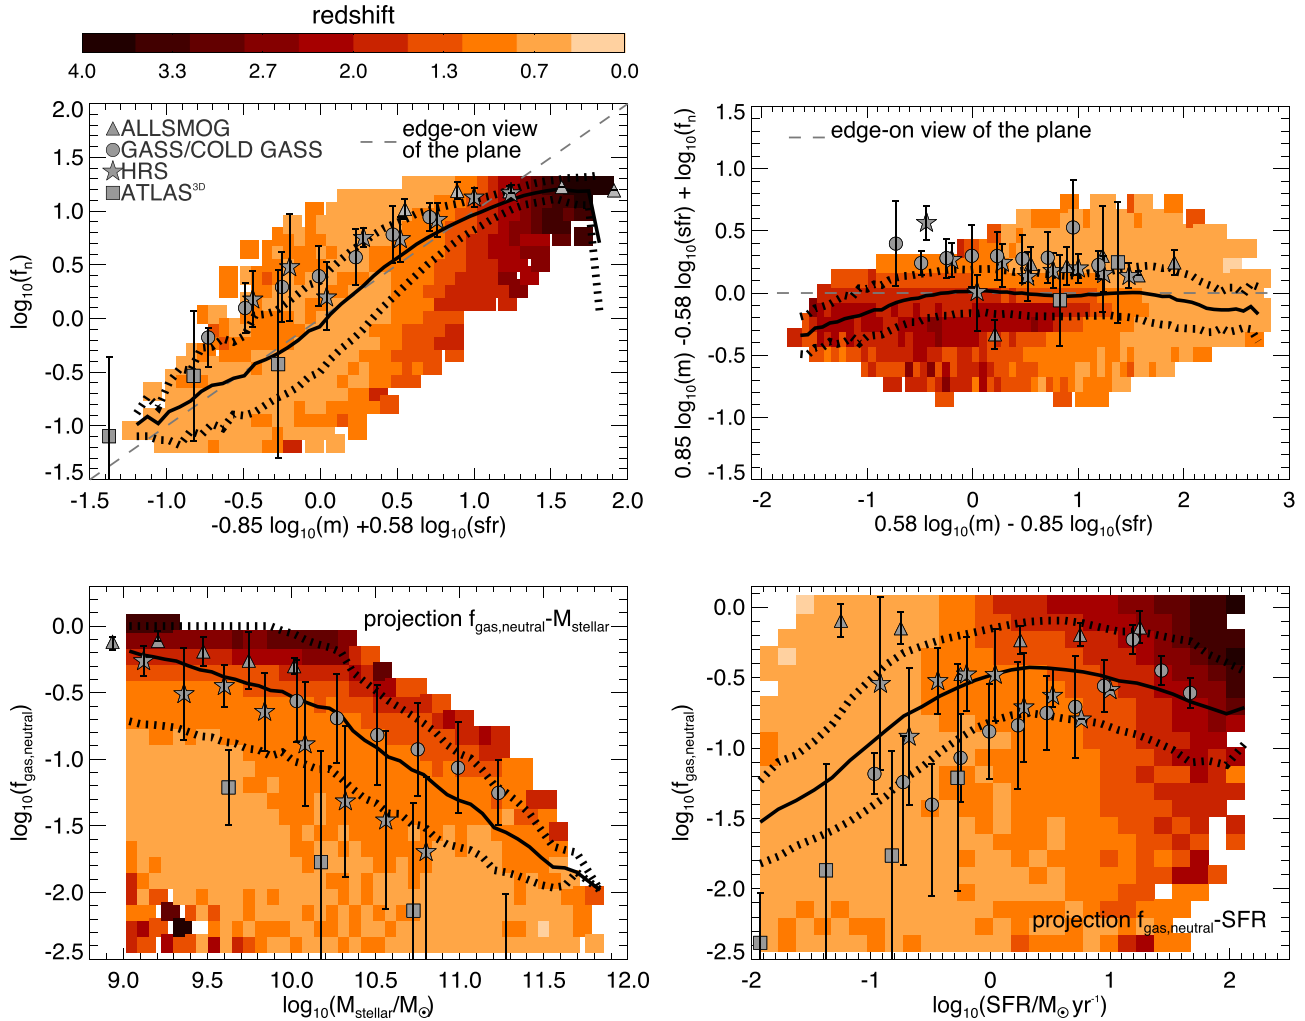 redshift
4.0 3.3 2.7 2.0 1.3 0.7 0.0
2.0
1.5
1.0
0.5
0.0
-0.5
-1.0
-1.5
log₁₀(fₙ)
ALLSMOG
GASS/COLD GASS
HRS
ATLAS³ᴰ
edge-on view
of the plane
-1.5 -1.0 -0.5 0.0 0.5 1.0 1.5 2.0
-0.85 log₁₀(m) +0.58 log₁₀(sfr)
1.5
1.0
0.5
0.0
-0.5
-1.0
-1.5
0.85 log₁₀(m) -0.58 log₁₀(sfr) + log₁₀(fₙ)
edge-on view of the plane
-2 -1 0 1 2 3
0.58 log₁₀(m) - 0.85 log₁₀(sfr)
0.0
-0.5
-1.0
-1.5
-2.0
-2.5
log₁₀(f_gas,neutral)
projection f_gas,neutral-M_stellar
9.0 9.5 10.0 10.5 11.0 11.5 12.0
log₁₀(M_stellar/M☉)
0.0
-0.5
-1.0
-1.5
-2.0
-2.5
log₁₀(f_gas,neutral)
projection f_gas,neutral-SFR
-2 -1 0 1 2
log₁₀(SFR/M☉ yr⁻¹)